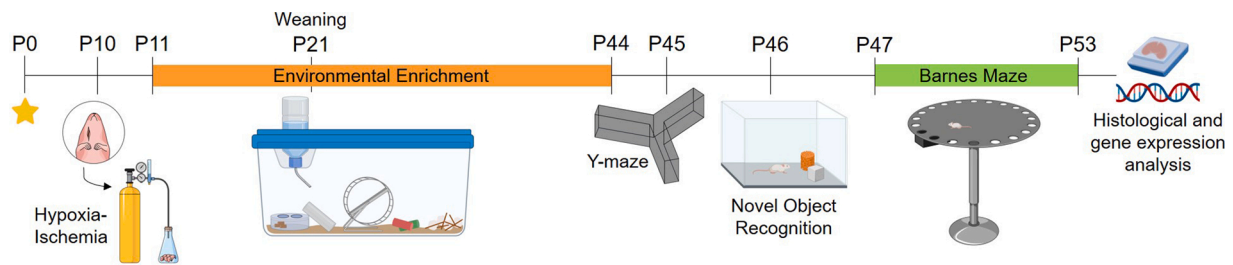 Weaning
P0
P10
P11
P21
P44
P45
P46
P47
P53
Environmental Enrichment
Barnes Maze
Y-maze
Hypoxia-
Ischemia
Novel Object
Recognition
Histological and
gene expression
analysis